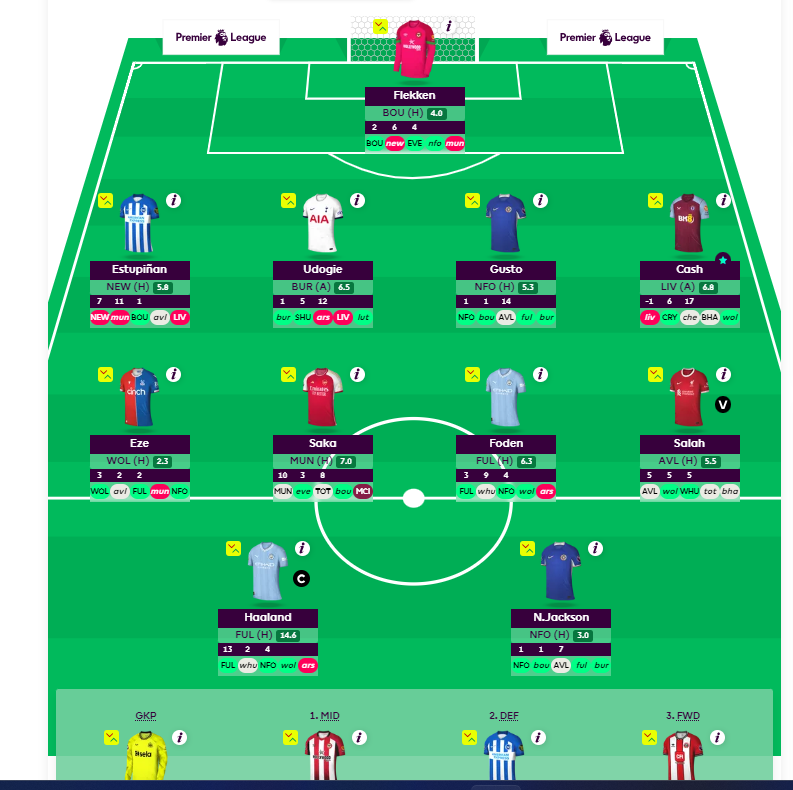 Premier League
Premier League
i
Flekken
BOU (H) 4.0
2 6 4
BOU new EVE nfo mun
i i i i
Estupiñan Udogie Gusto Cash
NEW (H) 5.8 BUR (A) 6.5 NFO (H) 5.3 LIV (A) 6.8
7 11 1 1 5 12 1 1 14 -1 6 17
NEW mun BOU avl LIV bur SHU ars LIV lut NFO bou AVL ful bur liv CRY che BHA wol
i i i i
V
Eze Saka Foden Salah
WOL (H) 2.3 MUN (H) 7.0 FUL (H) 6.3 AVL (H) 5.5
3 2 2 10 3 8 3 9 4 5 5 5
WOL avl FUL mun NFO MUN eve TOT bou MCI FUL whu NFO wol ars AVL wol WHU tot bha
i i
C
Haaland N.Jackson
FUL (H) 14.6 NFO (H) 3.0
13 2 4 1 1 7
FUL whu NFO wol ars NFO bou AVL ful bur
GKP 1. MID 2. DEF 3. FWD
i i i i